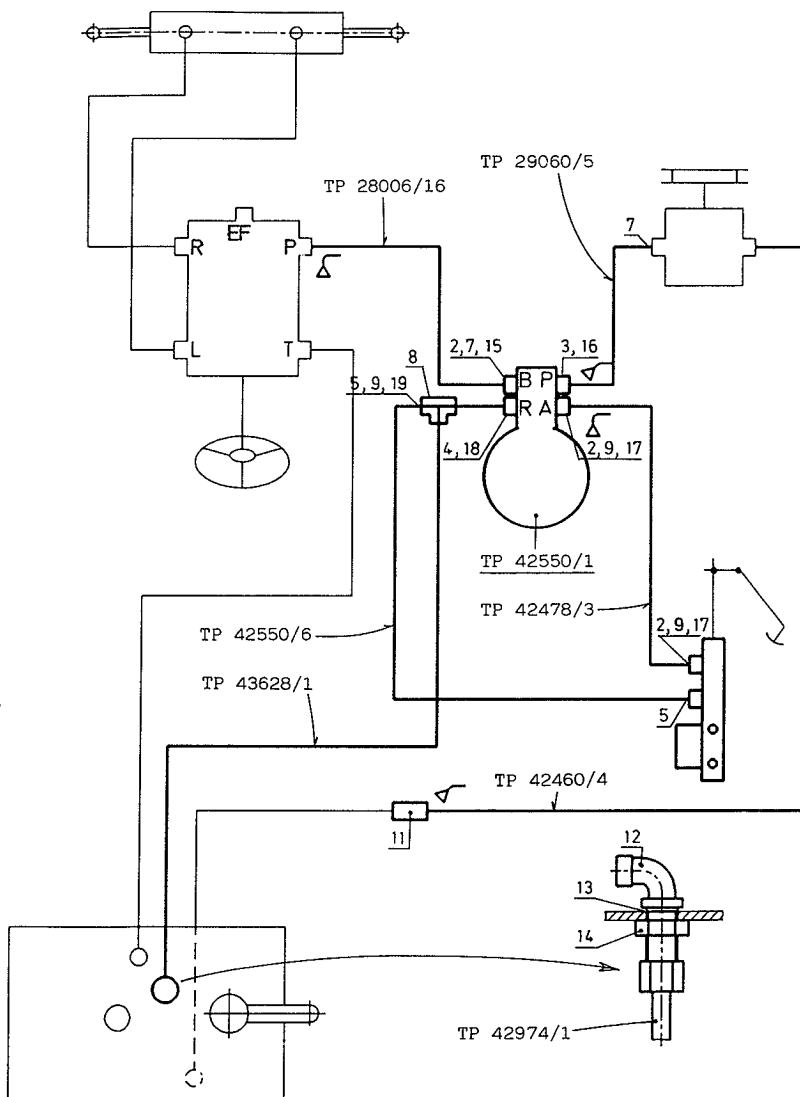 TP 29060/5
TP 28006/16
7
R
EF
P
L
T
8
2,7,15
3,16
5,9,19
B P
R A
4,18
2,9,17
TP 42550/1
TP 42478/3
TP 42550/6
2,9,17
TP 43628/1
5
TP 42460/4
11
12
13
14
TP 42974/1